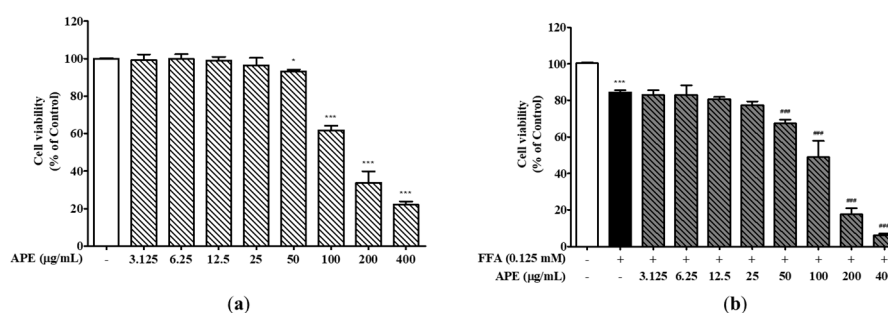 120
100
80
60
40
20
0
Cell viability
(% of Control)
*
***
***
***
APE (µg/mL) - 3.125 6.25 12.5 25 50 100 200 400
(a)
120
100
80
60
40
20
0
Cell viability
(% of Control)
***
###
###
###
###
FFA (0.125 mM) - + + + + + + + + +
APE (µg/mL) - - 3.125 6.25 12.5 25 50 100 200
(b)